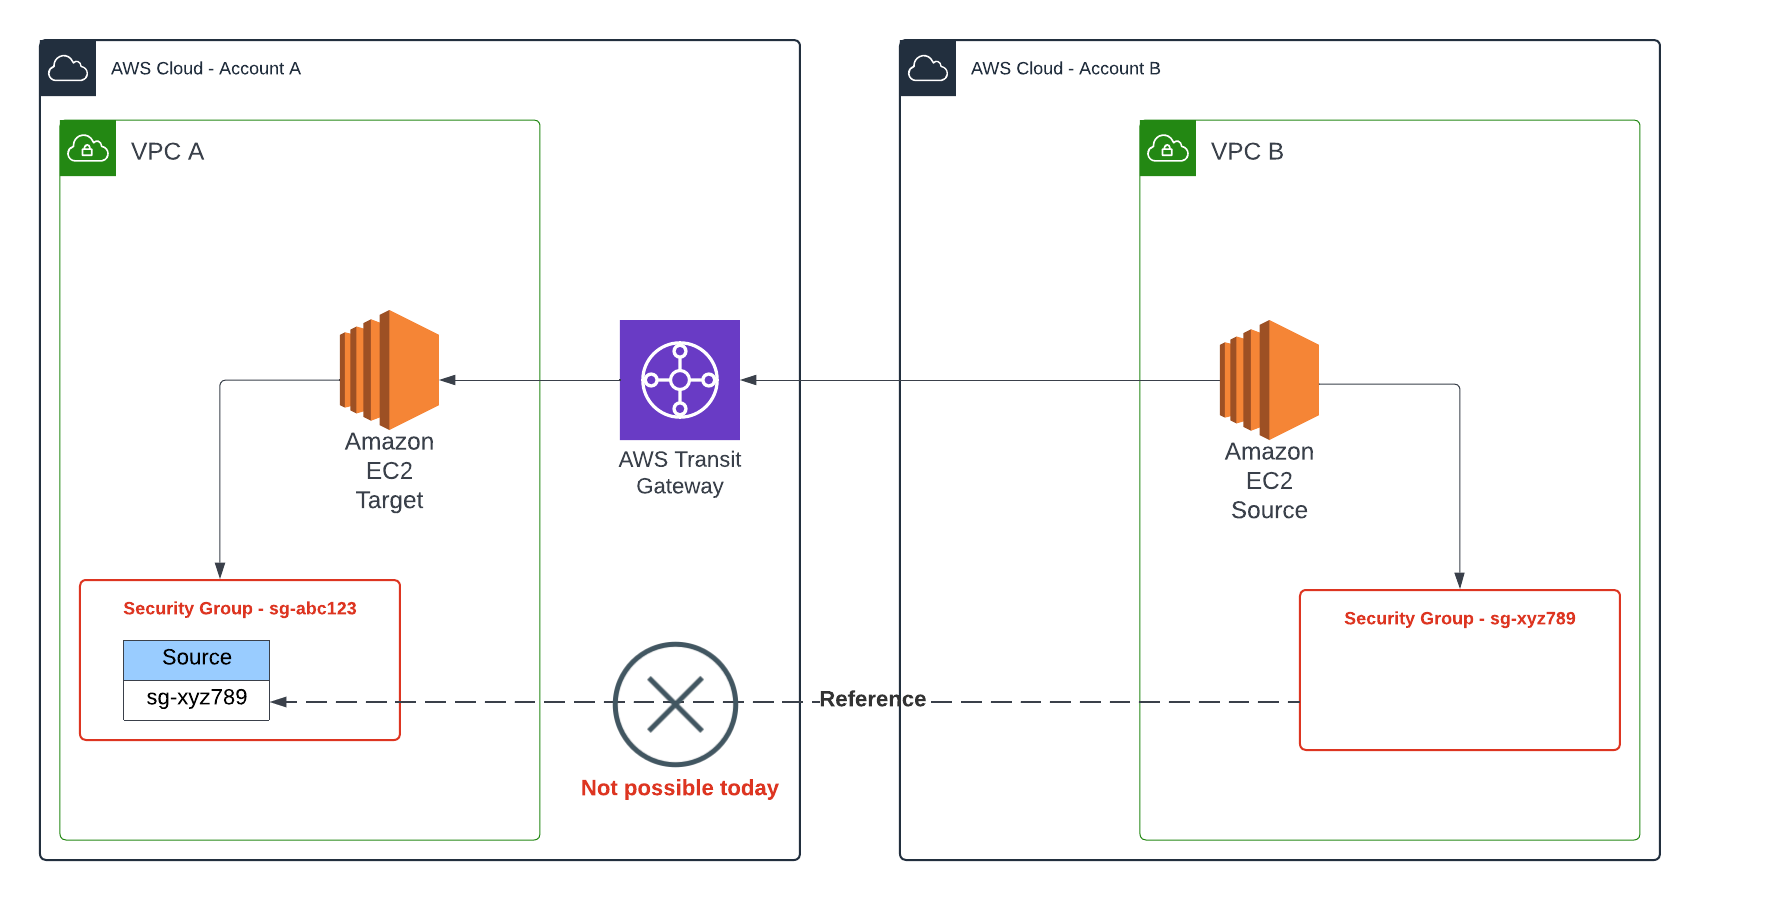 AWS Cloud - Account A
AWS Cloud - Account B
VPC A
VPC B
Amazon
EC2
Target
AWS Transit
Gateway
Amazon
EC2
Source
Security Group - sg-abc123
Source
sg-xyz789
Security Group - sg-xyz789
Reference
Not possible today